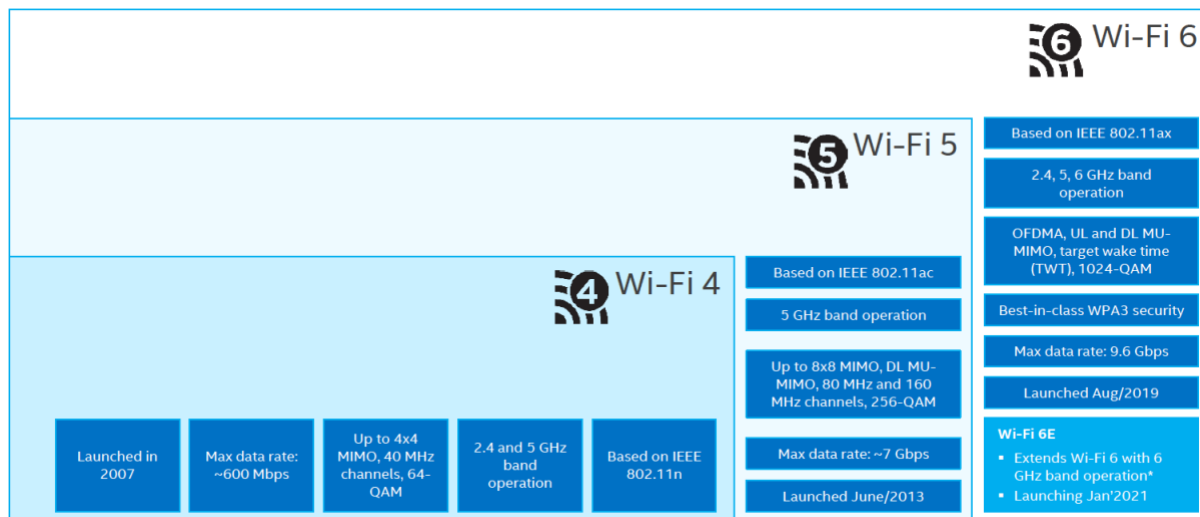 6 Wi-Fi 6
Based on IEEE 802.11ax
2.4, 5, 6 GHz band
operation
OFDMA, UL and DL MU-
MIMO, target wake time
(TWT), 1024-QAM
Best-in-class WPA3 security
Max data rate: 9.6 Gbps
Launched Aug/2019
Wi-Fi 6E
▪ Extends Wi-Fi 6 with 6
GHz band operation*
▪ Launching Jan'2021
5 Wi-Fi 5
Based on IEEE 802.11ac
5 GHz band operation
Up to 8x8 MIMO, DL MU-
MIMO, 80 MHz and 160
MHz channels, 256-QAM
Max data rate: ~7 Gbps
Launched June/2013
4 Wi-Fi 4
Launched in
2007
Max data rate:
~600 Mbps
Up to 4x4
MIMO, 40 MHz
channels, 64-
QAM
2.4 and 5 GHz
band
operation
Based on IEEE
802.11n